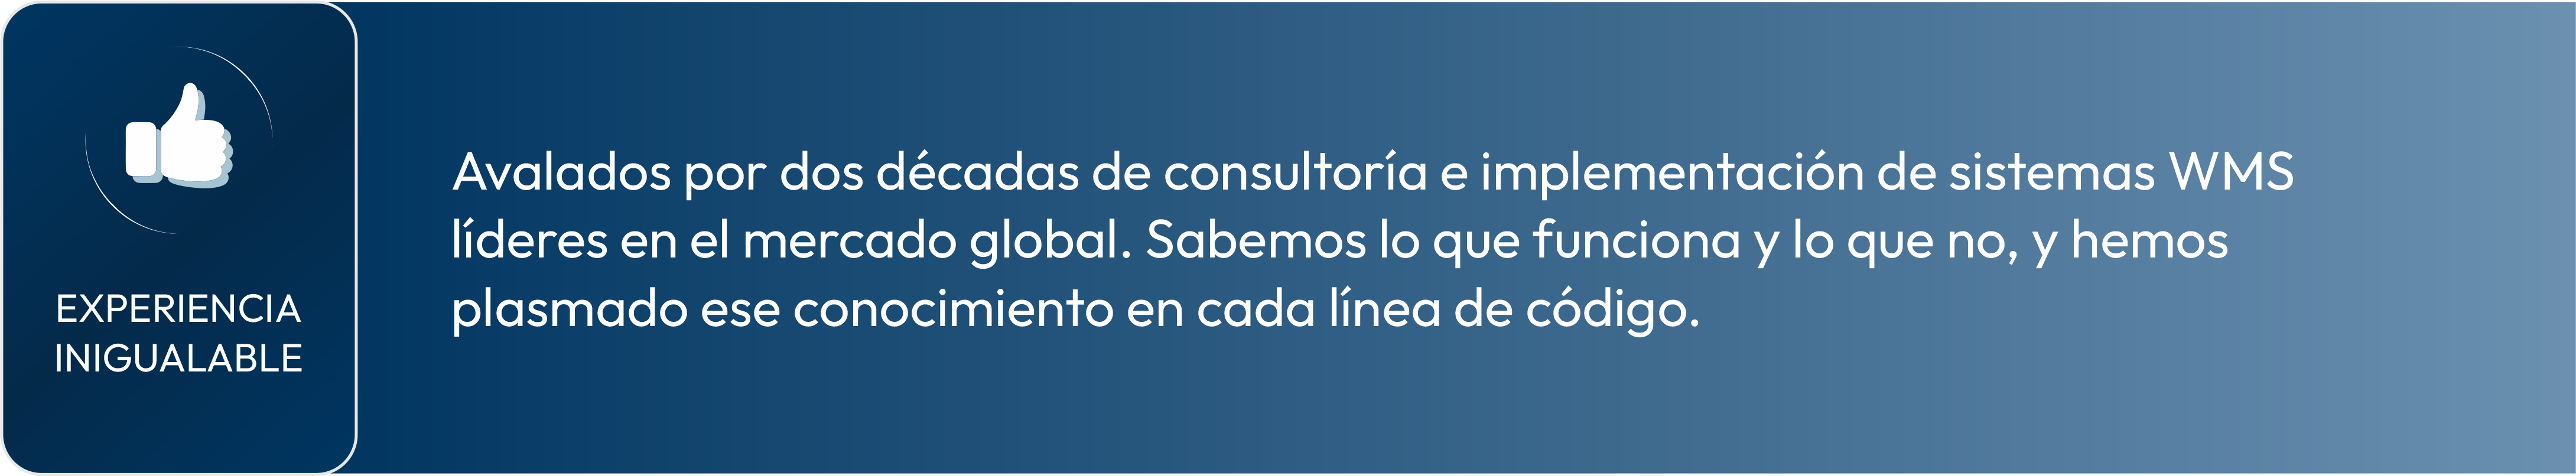 EXPERIENCIA
INIGUALABLE
Avalados por dos décadas de consultoría e implementación de sistemas WMS
líderes en el mercado global. Sabemos lo que funciona y lo que no, y hemos
plasmado ese conocimiento en cada línea de código.